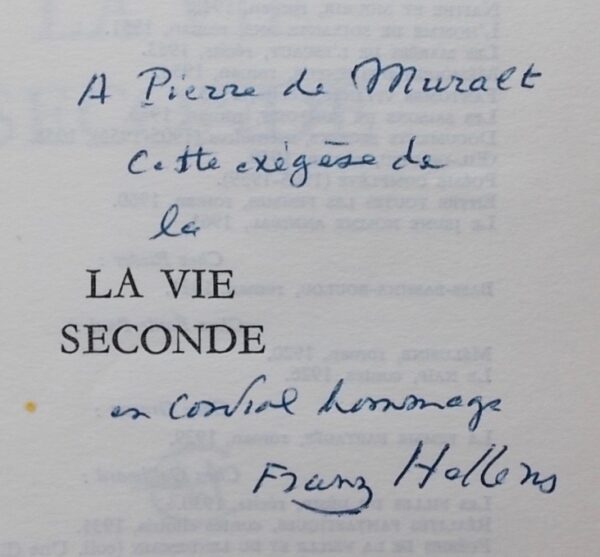 A Pierre de Muralt
Cette exégèse de
la
LA VIE
SECONDE
en cordial hommage
Franz Hellens